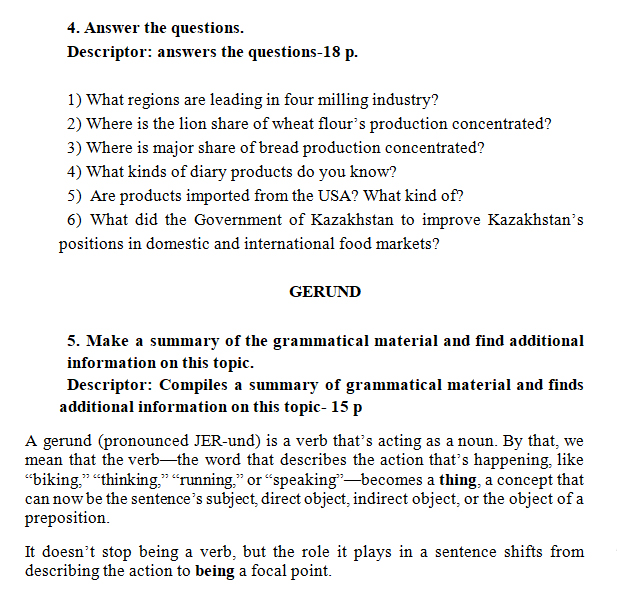 4. Answer the questions.
Descriptor: answers the questions-18 p.
1) What regions are leading in four milling industry?
2) Where is the lion share of wheat flour’s production concentrated?
3) Where is major share of bread production concentrated?
4) What kinds of diary products do you know?
5) Are products imported from the USA? What kind of?
6) What did the Government of Kazakhstan to improve Kazakhstan’s
positions in domestic and international food markets?
GERUND
5. Make a summary of the grammatical material and find additional
information on this topic.
Descriptor: Compiles a summary of grammatical material and finds
additional information on this topic- 15 p
A gerund (pronounced JER-und) is a verb that’s acting as a noun. By that, we
mean that the verb—the word that describes the action that’s happening, like
“biking,” “thinking,” “running,” or “speaking”—becomes a thing, a concept that
can now be the sentence’s subject, direct object, indirect object, or the object of a
preposition.
It doesn’t stop being a verb, but the role it plays in a sentence shifts from
describing the action to being a focal point.